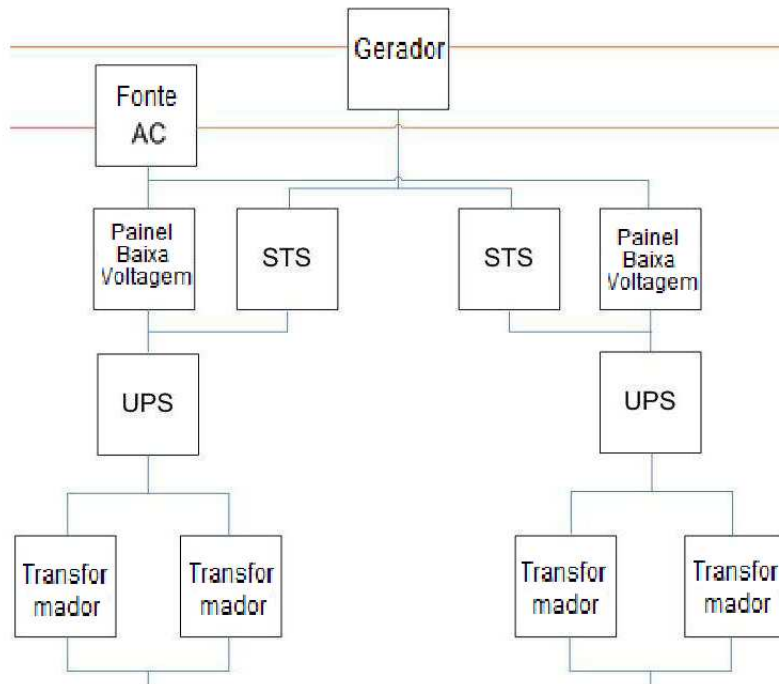 Gerador
Fonte
AC
Painel
Baixa
Voltagem
STS
STS
Painel
Baixa
Voltagem
UPS
UPS
Transfor
mador
Transfor
mador
Transfor
mador
Transfor
mador